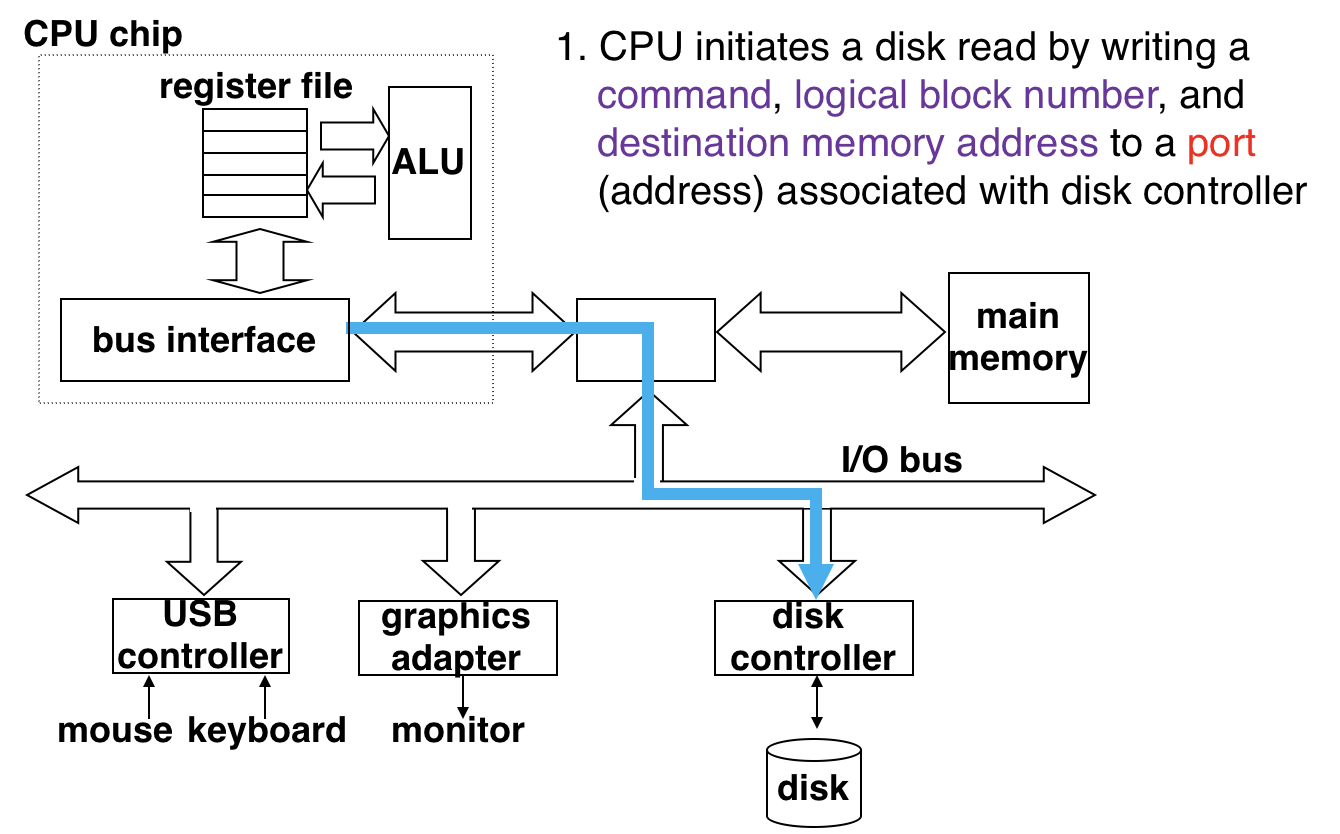 CPU chip
1. CPU initiates a disk read by writing a
command, logical block number, and
destination memory address to a port
(address) associated with disk controller
register file
ALU
bus interface
main
memory
I/O bus
USB
controller
graphics
adapter
disk
controller
mouse keyboard
monitor
disk